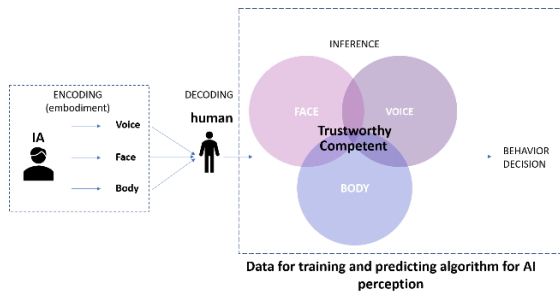 ENCODING
(embodiment)
IA
Voice
Face
Body
DECODING
human
INFERENCE
FACE
VOICE
Trustworthy
Competent
BODY
BEHAVIOR
DECISION
Data for training and predicting algorithm for AI
perception